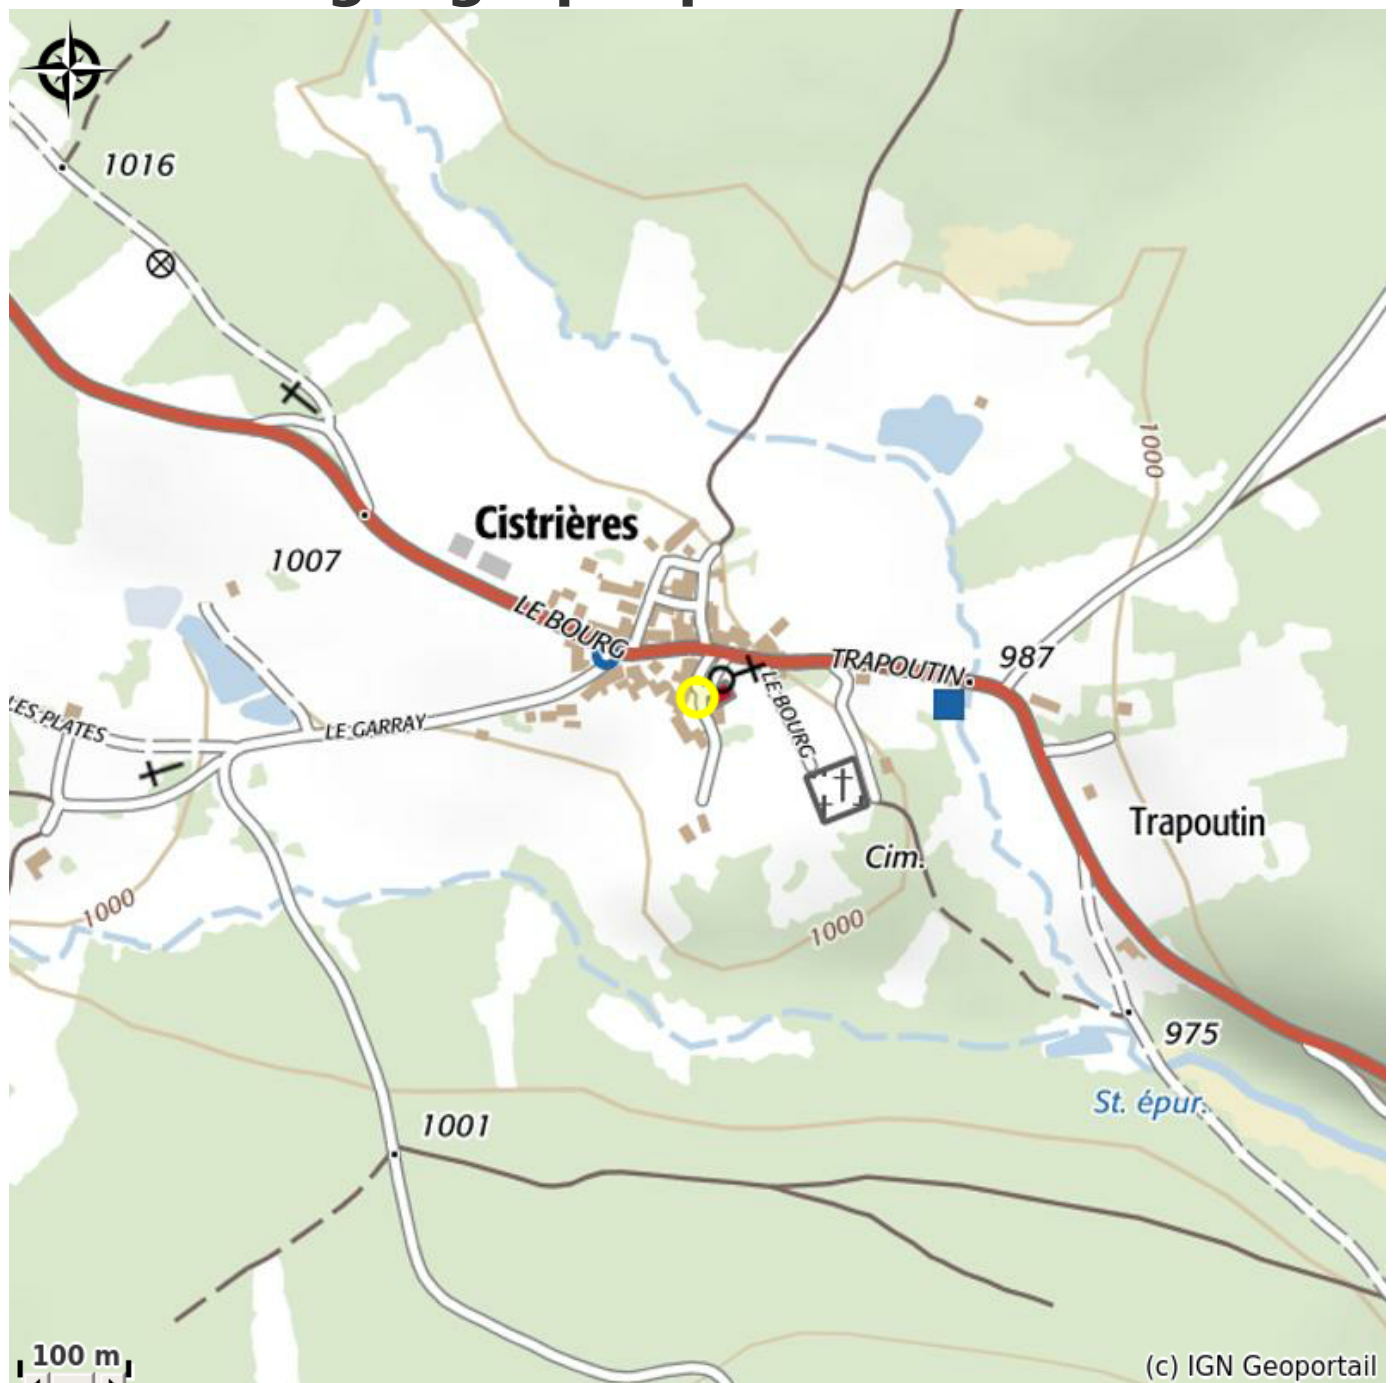 1016
1000
Cistrières
1007
LE BOURG
TRAPOUTIN
987
LE BOURG
LES PLATES
LE GARRAY
Trapoutin
Cim.
1000
1000
975
St. épur.
1001
100 m
(c) IGN Geoportail